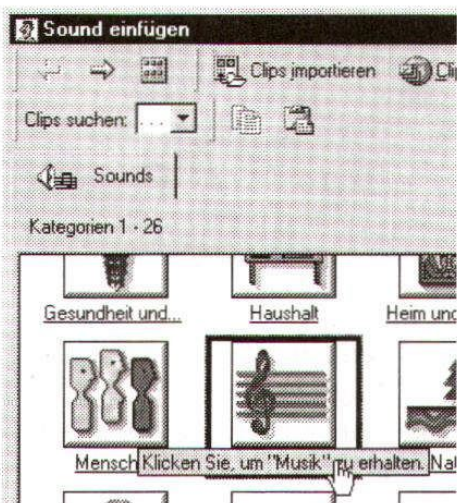 Sound einfügen
Clips importieren Cli
Clips suchen: ...
Sounds
Kategorien 1 - 26
Gesundheit und... Haushalt Heim und
Mensch Klicken Sie, um "Musik" zu erhalten. Nat